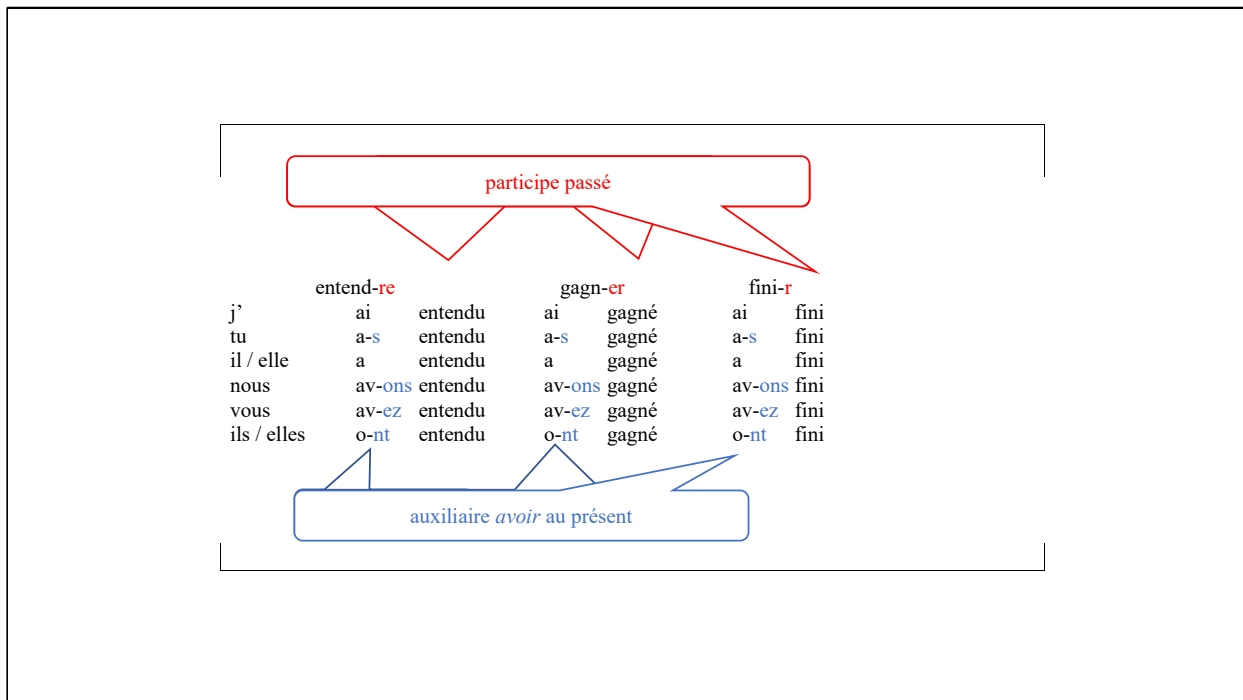 participe passé
entend-re gagn-er fini-r
j’ ai entendu ai gagné ai fini
tu a-s entendu a-s gagné a-s fini
il / elle a entendu a gagné a fini
nous av-ons entendu av-ons gagné av-ons fini
vous av-ez entendu av-ez gagné av-ez fini
ils / elles o-nt entendu o-nt gagné o-nt fini
auxiliaire avoir au présent